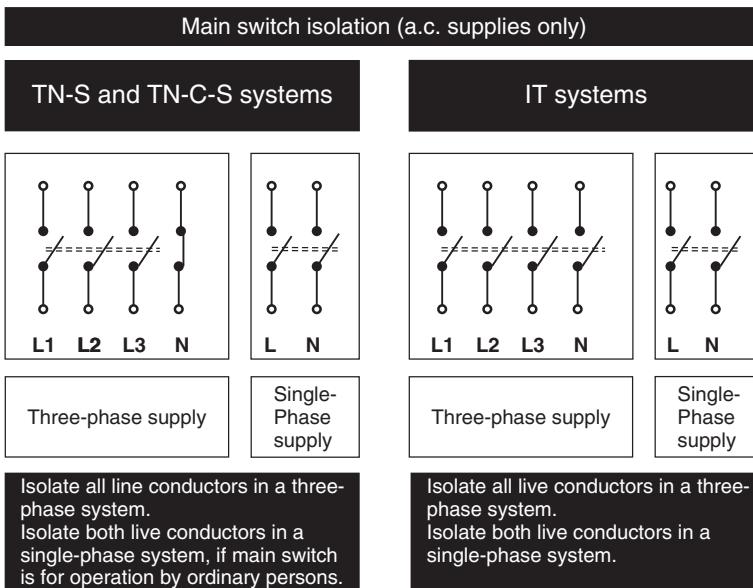 Main switch isolation (a.c. supplies only)
TN-S and TN-C-S systems
L1 L2 L3 N
L N
Three-phase supply
Single-
Phase
supply
Isolate all line conductors in a three-
phase system.
Isolate both live conductors in a
single-phase system, if main switch
is for operation by ordinary persons.
IT systems
L1 L2 L3 N
L N
Three-phase supply
Single-
Phase
supply
Isolate all live conductors in a three-
phase system.
Isolate both live conductors in a
single-phase system.